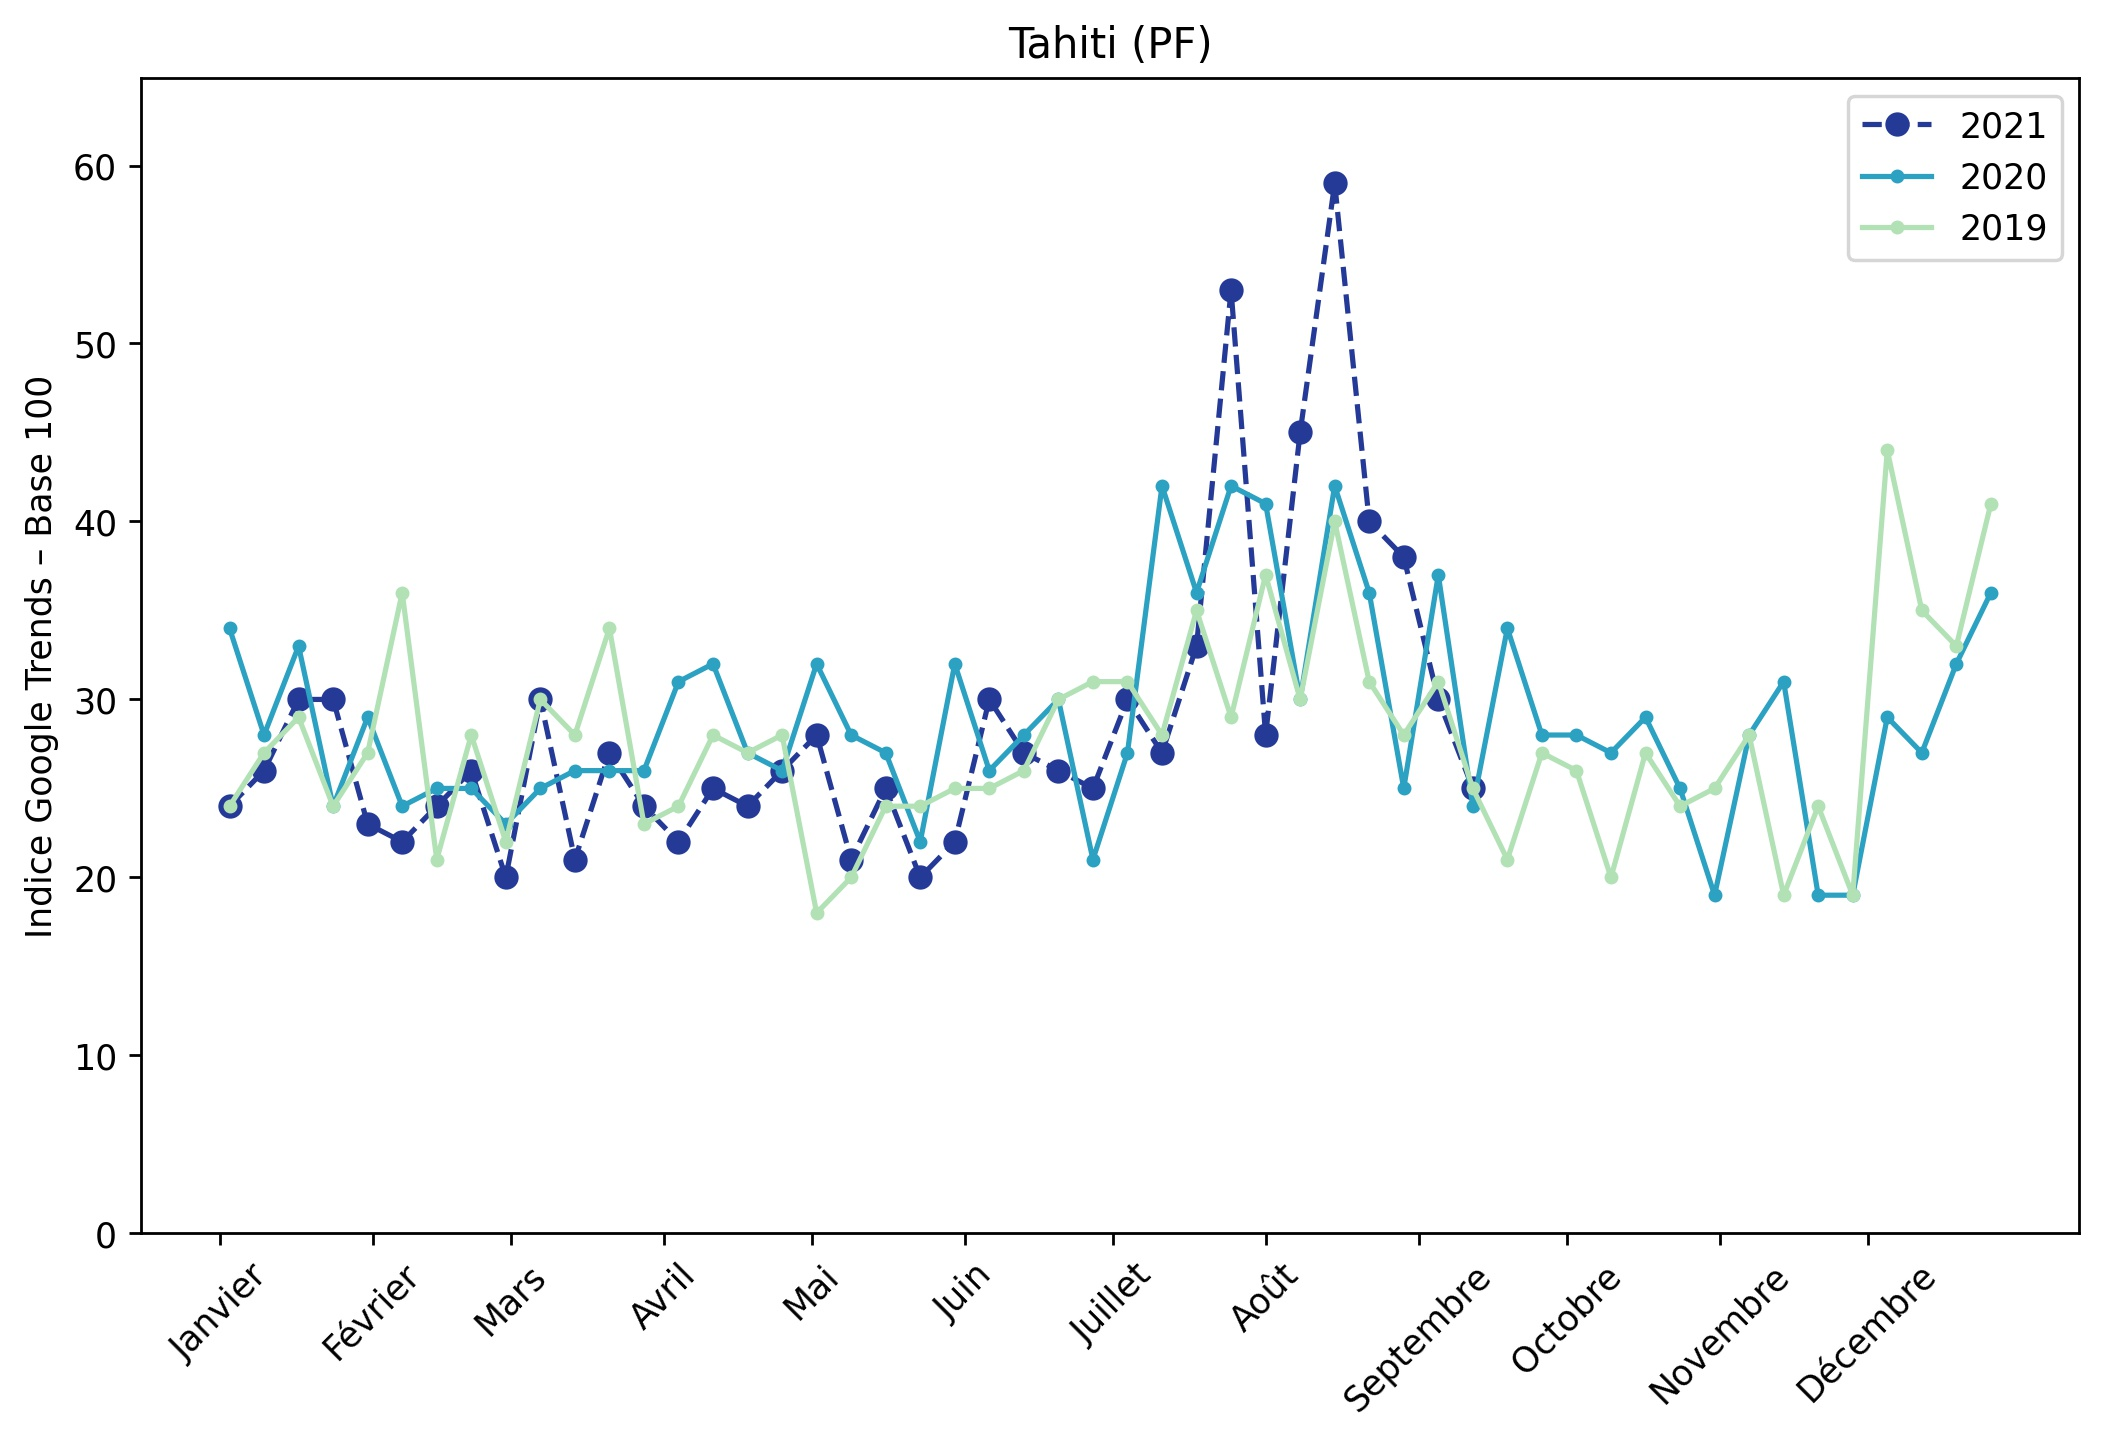 Tahiti (PF)
Indice Google Trends – Base 100
60
50
40
30
20
10
0
2021
2020
2019
Janvier
Février
Mars
Avril
Mai
Juin
Juillet
Août
Septembre
Octobre
Novembre
Décembre